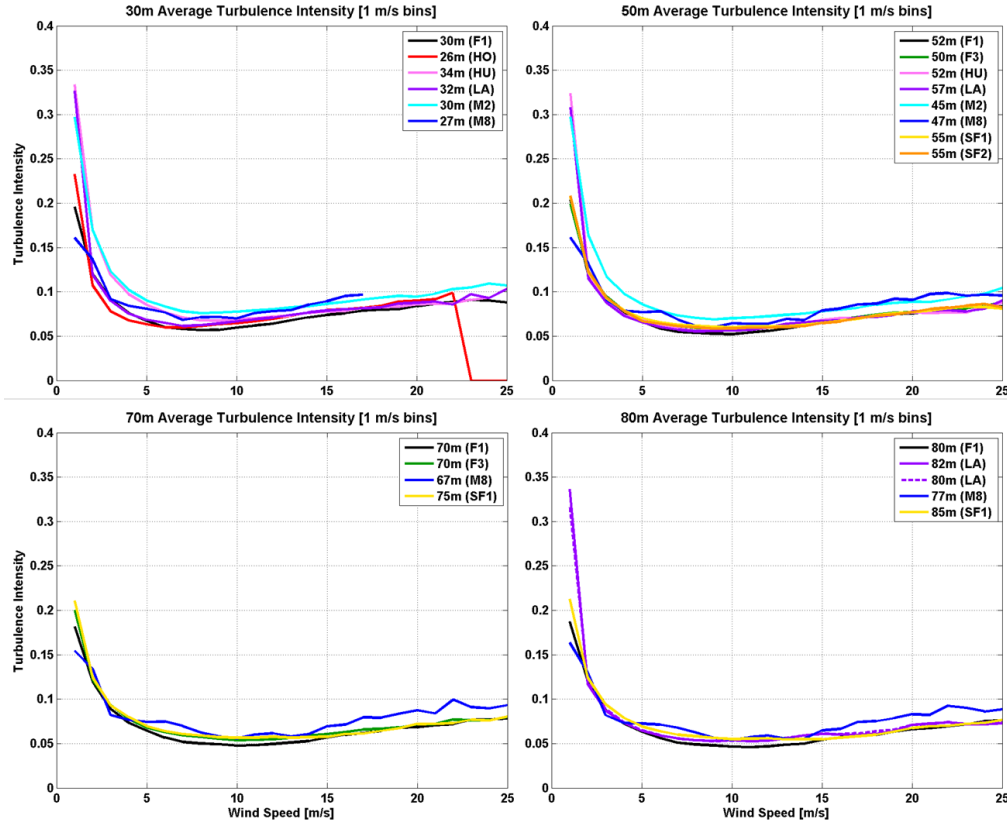 30m Average Turbulence Intensity [1 m/s bins]
0.4
0.35
0.3
0.25
0.2
0.15
0.1
0.05
0
Turbulence Intensity
30m (F1)
26m (HO)
34m (HU)
32m (LA)
30m (M2)
27m (M8)
0 5 10 15 20 25
50m Average Turbulence Intensity [1 m/s bins]
0.4
0.35
0.3
0.25
0.2
0.15
0.1
0.05
0
52m (F1)
50m (F3)
52m (HU)
57m (LA)
45m (M2)
47m (M8)
55m (SF1)
55m (SF2)
0 5 10 15 20 25
70m Average Turbulence Intensity [1 m/s bins]
0.4
0.35
0.3
0.25
0.2
0.15
0.1
0.05
0
Turbulence Intensity
70m (F1)
70m (F3)
67m (M8)
75m (SF1)
0 5 10 15 20 25
Wind Speed [m/s]
80m Average Turbulence Intensity [1 m/s bins]
0.4
0.35
0.3
0.25
0.2
0.15
0.1
0.05
0
80m (F1)
82m (LA)
80m (LA)
77m (M8)
85m (SF1)
0 5 10 15 20 25
Wind Speed [m/s]